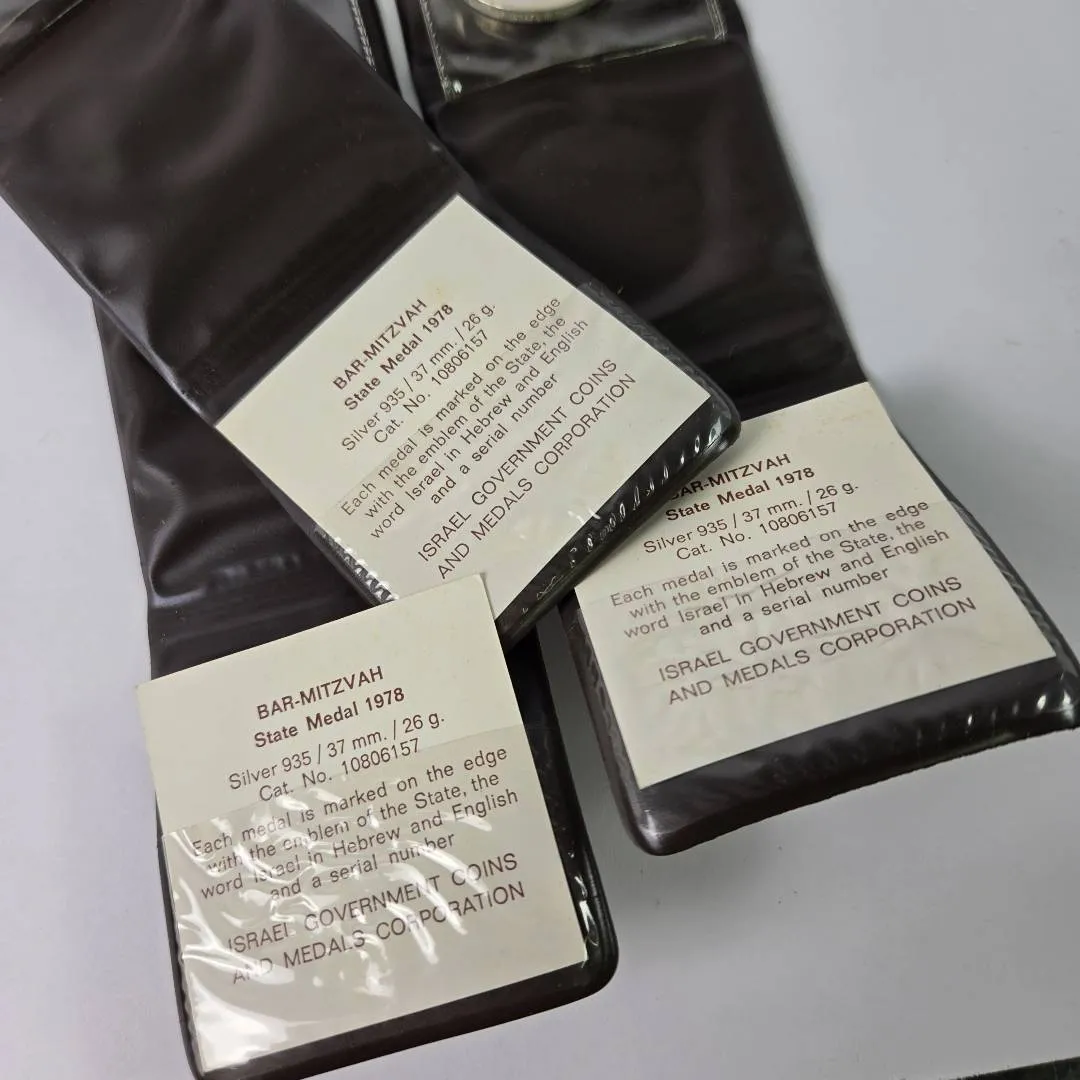 BAR-MITZVAH
State Medal 1978
Silver 935 / 37 mm. / 26 g.
Cat. No. 10806157
Each medal is marked on the edge
with the emblem of the State, the
word Israel in Hebrew and English
and a serial number
ISRAEL GOVERNMENT COINS
AND MEDALS CORPORATION
BAR-MITZVAH
State Medal 1978
Silver 935 / 37 mm. / 26 g.
Cat. No. 10806157
Each medal is marked on the edge
with the emblem of the State, the
word Israel in Hebrew and English
and a serial number
ISRAEL GOVERNMENT COINS
AND MEDALS CORPORATION
BAR-MITZVAH
State Medal 1978
Silver 935 / 37 mm. / 26 g.
Cat. No. 10806157
Each medal is marked on the edge
with the emblem of the State, the
word Israel in Hebrew and English
and a serial number
ISRAEL GOVERNMENT COINS
AND MEDALS CORPORATION